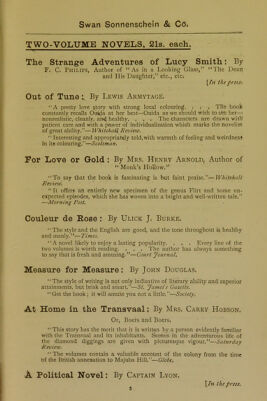 Swan Sonnenschein & Co.
TWO-VOLUME NOVELS, 21s. each.
The Strange Adventures of Lucy Smith: By
F. C. PHILIPS, Author of "As in a Looking Glass," "The Dean
and His Daughter," etc., etc.
[In the press.
Out of Tune: By LEWIS ARMYTAGE.
"A pretty love story with strong local colouring. . . . The book
constantly recalls Ouida at her best—Ouida as we should wish to see her—
naturalistic, cleanly, and healthy. . . . The characters are drawn with
patient care and with a power of individualisation which marks the novelist
of great ability."—Whitehall Review.
"Interesting and appropriately told, with warmth of feeling and weirdness
in its colouring."—Scotsman.
For Love or Gold: By MRS. HENRY ARNOLD, Author of
"Monk's Hollow."
"To say that the book is fascinating is but faint praise."—Whitehall
Review.
"It offers an entirely new specimen of the genus Flirt and some un-
expected episodes, which she has woven into a bright and well-written tale."
—Morning Post.
Couleur de Rose: By ULICK J. BURKE.
"The style and the English are good, and the tone throughout is healthy
and manly."—Times.
"A novel likely to enjoy a lasting popularity. . . . Every line of the
two volumes is worth reading. . . . The author has always something
to say that is fresh and amusing."—Court Journal.
Measure for Measure: By JOHN DOUGLAS.
"The style of writing is not only indicative of literary ability and superior
attainments, but brisk and smart."—St. James's Gazette.
"Get the book; it will amuse you not a little."—Society.
At Home in the Transvaal: By MRS. CAREY HOBSON.
Or, Boers and Boers.
"This story has the merit that it is written by a person evidently familiar
with the Transvaal and its inhabitants. Scenes in the adventurous life of
the diamond diggings are given with picturesque vigour."—Saturday
Review.
"The volumes contain a valuable account of the colony from the time
of the British annexation to Majuba Hill."—Globe.
A Political Novel: By CAPTAIN LYON.
[In the press.